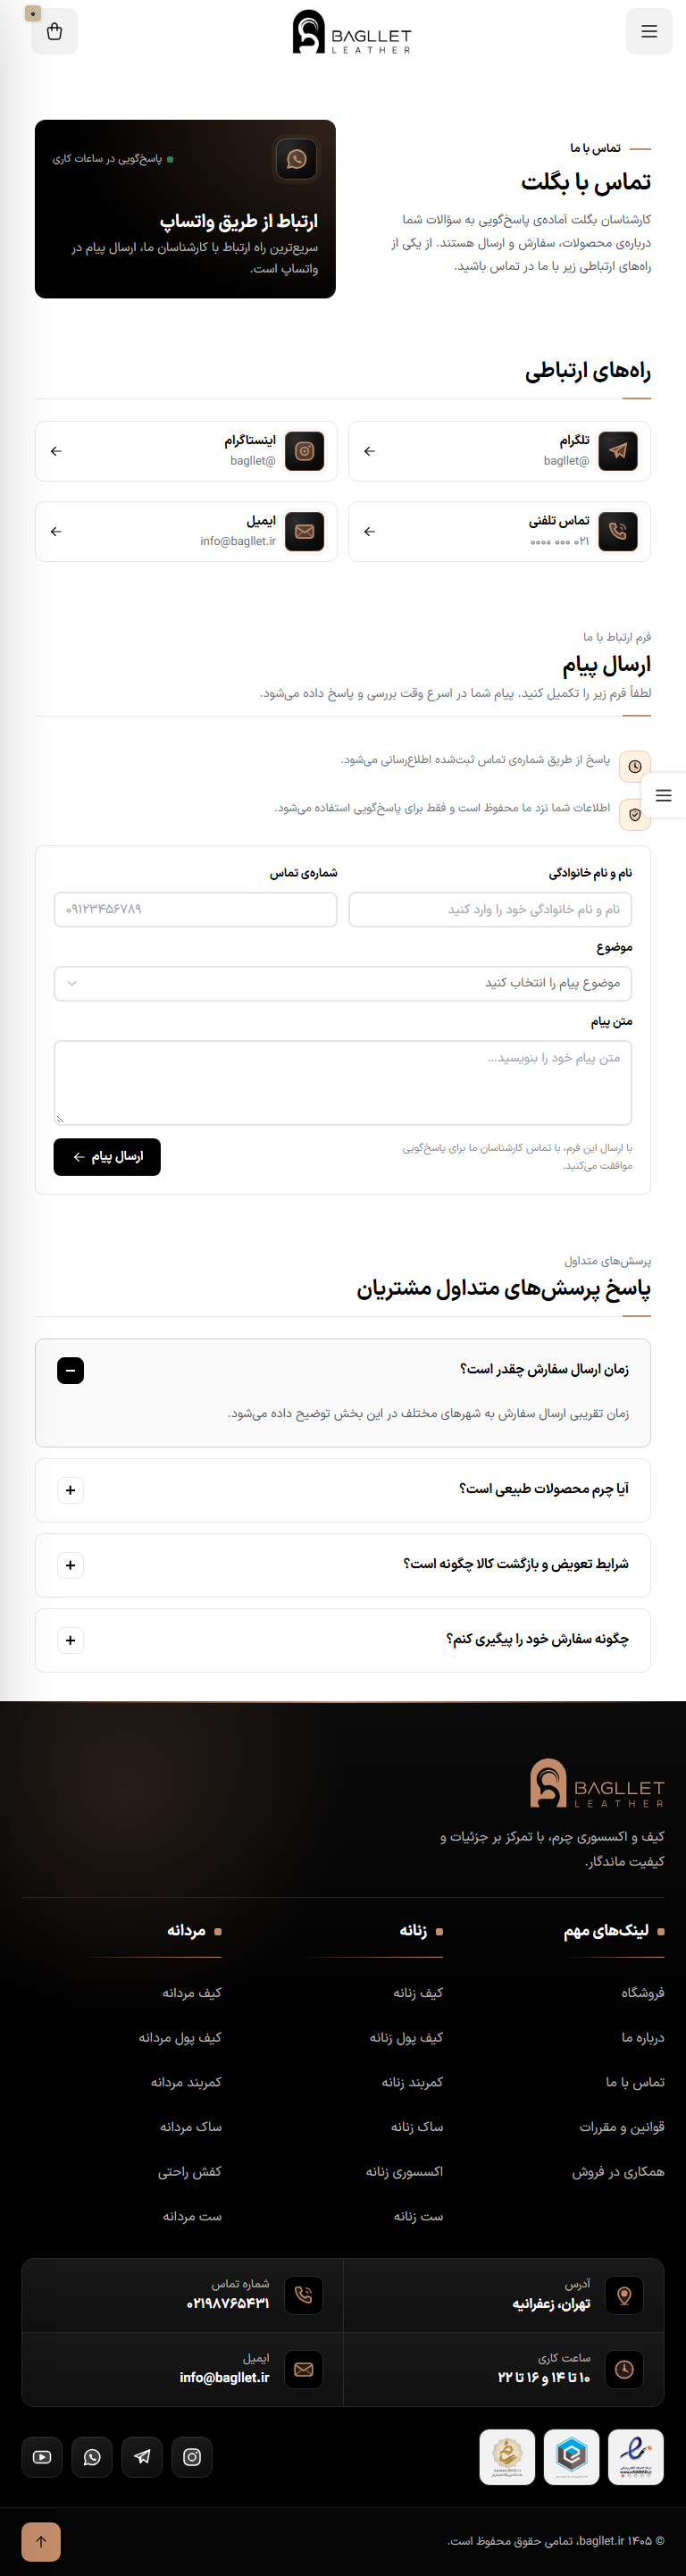 BAGLLET
LEATHER
۰
تماس با ما
تماس با بگلت
کارشناسان بگلت آماده‌ی پاسخ‌گویی به سؤالات شما
درباره‌ی محصولات، سفارش و ارسال هستند. از یکی از
راه‌های ارتباطی زیر با ما در تماس باشید.
پاسخ‌گویی در ساعات کاری
ارتباط از طریق واتساپ
سریع‌ترین راه ارتباط با کارشناسان ما، ارسال پیام در
واتساپ است.
راه‌های ارتباطی
تلگرام
@bagllet
اینستاگرام
@bagllet
تماس تلفنی
۰۲۱ ۰۰۰ ۰۰۰۰
ایمیل
info@bagllet.ir
فرم ارتباط با ما
ارسال پیام
لطفاً فرم زیر را تکمیل کنید. پیام شما در اسرع وقت بررسی و پاسخ داده می‌شود.
پاسخ از طریق شماره‌ی تماس ثبت‌شده اطلاع‌رسانی می‌شود.
اطلاعات شما نزد ما محفوظ است و فقط برای پاسخ‌گویی استفاده می‌شود.
نام و نام خانوادگی
شماره‌ی تماس
نام و نام خانوادگی خود را وارد کنید
۰۹۱۲۳۴۵۶۷۸۹
موضوع
موضوع پیام را انتخاب کنید
متن پیام
متن پیام خود را بنویسید...
با ارسال این فرم، با تماس کارشناسان ما برای پاسخ‌گویی
موافقت می‌کنید.
ارسال پیام
پرسش‌های متداول
پاسخ پرسش‌های متداول مشتریان
زمان ارسال سفارش چقدر است؟
زمان تقریبی ارسال سفارش به شهرهای مختلف در این بخش توضیح داده می‌شود.
آیا چرم محصولات طبیعی است؟
شرایط تعویض و بازگشت کالا چگونه است؟
چگونه سفارش خود را پیگیری کنم؟
BAGLLET
LEATHER
کیف و اکسسوری چرم، با تمرکز بر جزئیات و
کیفیت ماندگار.
لینک‌های مهم
فروشگاه
درباره ما
تماس با ما
قوانین و مقررات
همکاری در فروش
زنانه
کیف زنانه
کیف پول زنانه
کمربند زنانه
ساک زنانه
اکسسوری زنانه
ست زنانه
مردانه
کیف مردانه
کیف پول مردانه
کمربند مردانه
ساک مردانه
کفش راحتی
ست مردانه
آدرس
تهران، زعفرانیه
شماره تماس
۰۲۱۹۸۷۶۵۴۳۱
ساعت کاری
۱۰ تا ۱۴ و ۱۶ تا ۲۲
ایمیل
info@bagllet.ir
© ۱۴۰۵ bagllet.ir، تمامی حقوق محفوظ است.